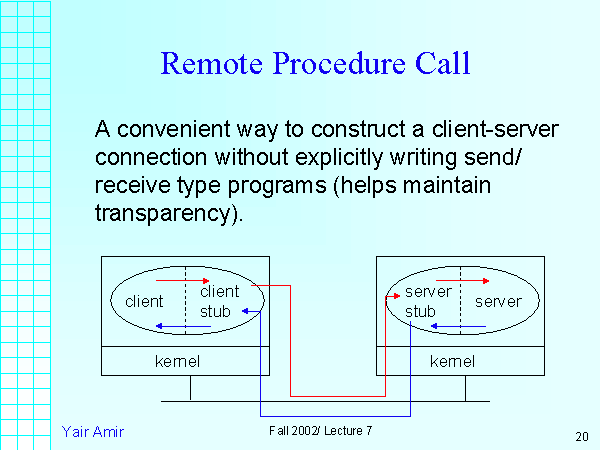 Remote Procedure Call
A convenient way to construct a client-server
connection without explicitly writing send/
receive type programs (helps maintain
transparency).
client
client
stub
kernel
server
stub
server
kernel
Yair Amir
Fall 2002/ Lecture 7
20